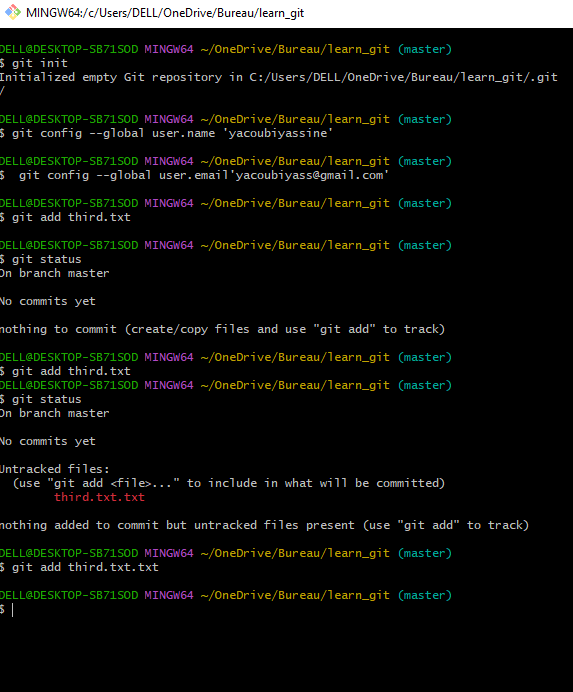 MINGW64:/c/Users/DELL/OneDrive/Bureau/learn_git
DELL@DESKTOP-SB71SOD MINGW64 ~/OneDrive/Bureau/learn_git (master)
$ git init
Initialized empty Git repository in C:/Users/DELL/OneDrive/Bureau/learn_git/.git
/
DELL@DESKTOP-SB71SOD MINGW64 ~/OneDrive/Bureau/learn_git (master)
$ git config --global user.name 'yacoubiyassine'
DELL@DESKTOP-SB71SOD MINGW64 ~/OneDrive/Bureau/learn_git (master)
$  git config --global user.email'yacoubiyass@gmail.com'
DELL@DESKTOP-SB71SOD MINGW64 ~/OneDrive/Bureau/learn_git (master)
$ git add third.txt
DELL@DESKTOP-SB71SOD MINGW64 ~/OneDrive/Bureau/learn_git (master)
$ git status
On branch master
No commits yet
nothing to commit (create/copy files and use "git add" to track)
DELL@DESKTOP-SB71SOD MINGW64 ~/OneDrive/Bureau/learn_git (master)
$ git add third.txt
DELL@DESKTOP-SB71SOD MINGW64 ~/OneDrive/Bureau/learn_git (master)
$ git status
On branch master
No commits yet
Untracked files:
  (use "git add <file>..." to include in what will be committed)
        third.txt.txt
nothing added to commit but untracked files present (use "git add" to track)
DELL@DESKTOP-SB71SOD MINGW64 ~/OneDrive/Bureau/learn_git (master)
$ git add third.txt.txt
DELL@DESKTOP-SB71SOD MINGW64 ~/OneDrive/Bureau/learn_git (master)
$